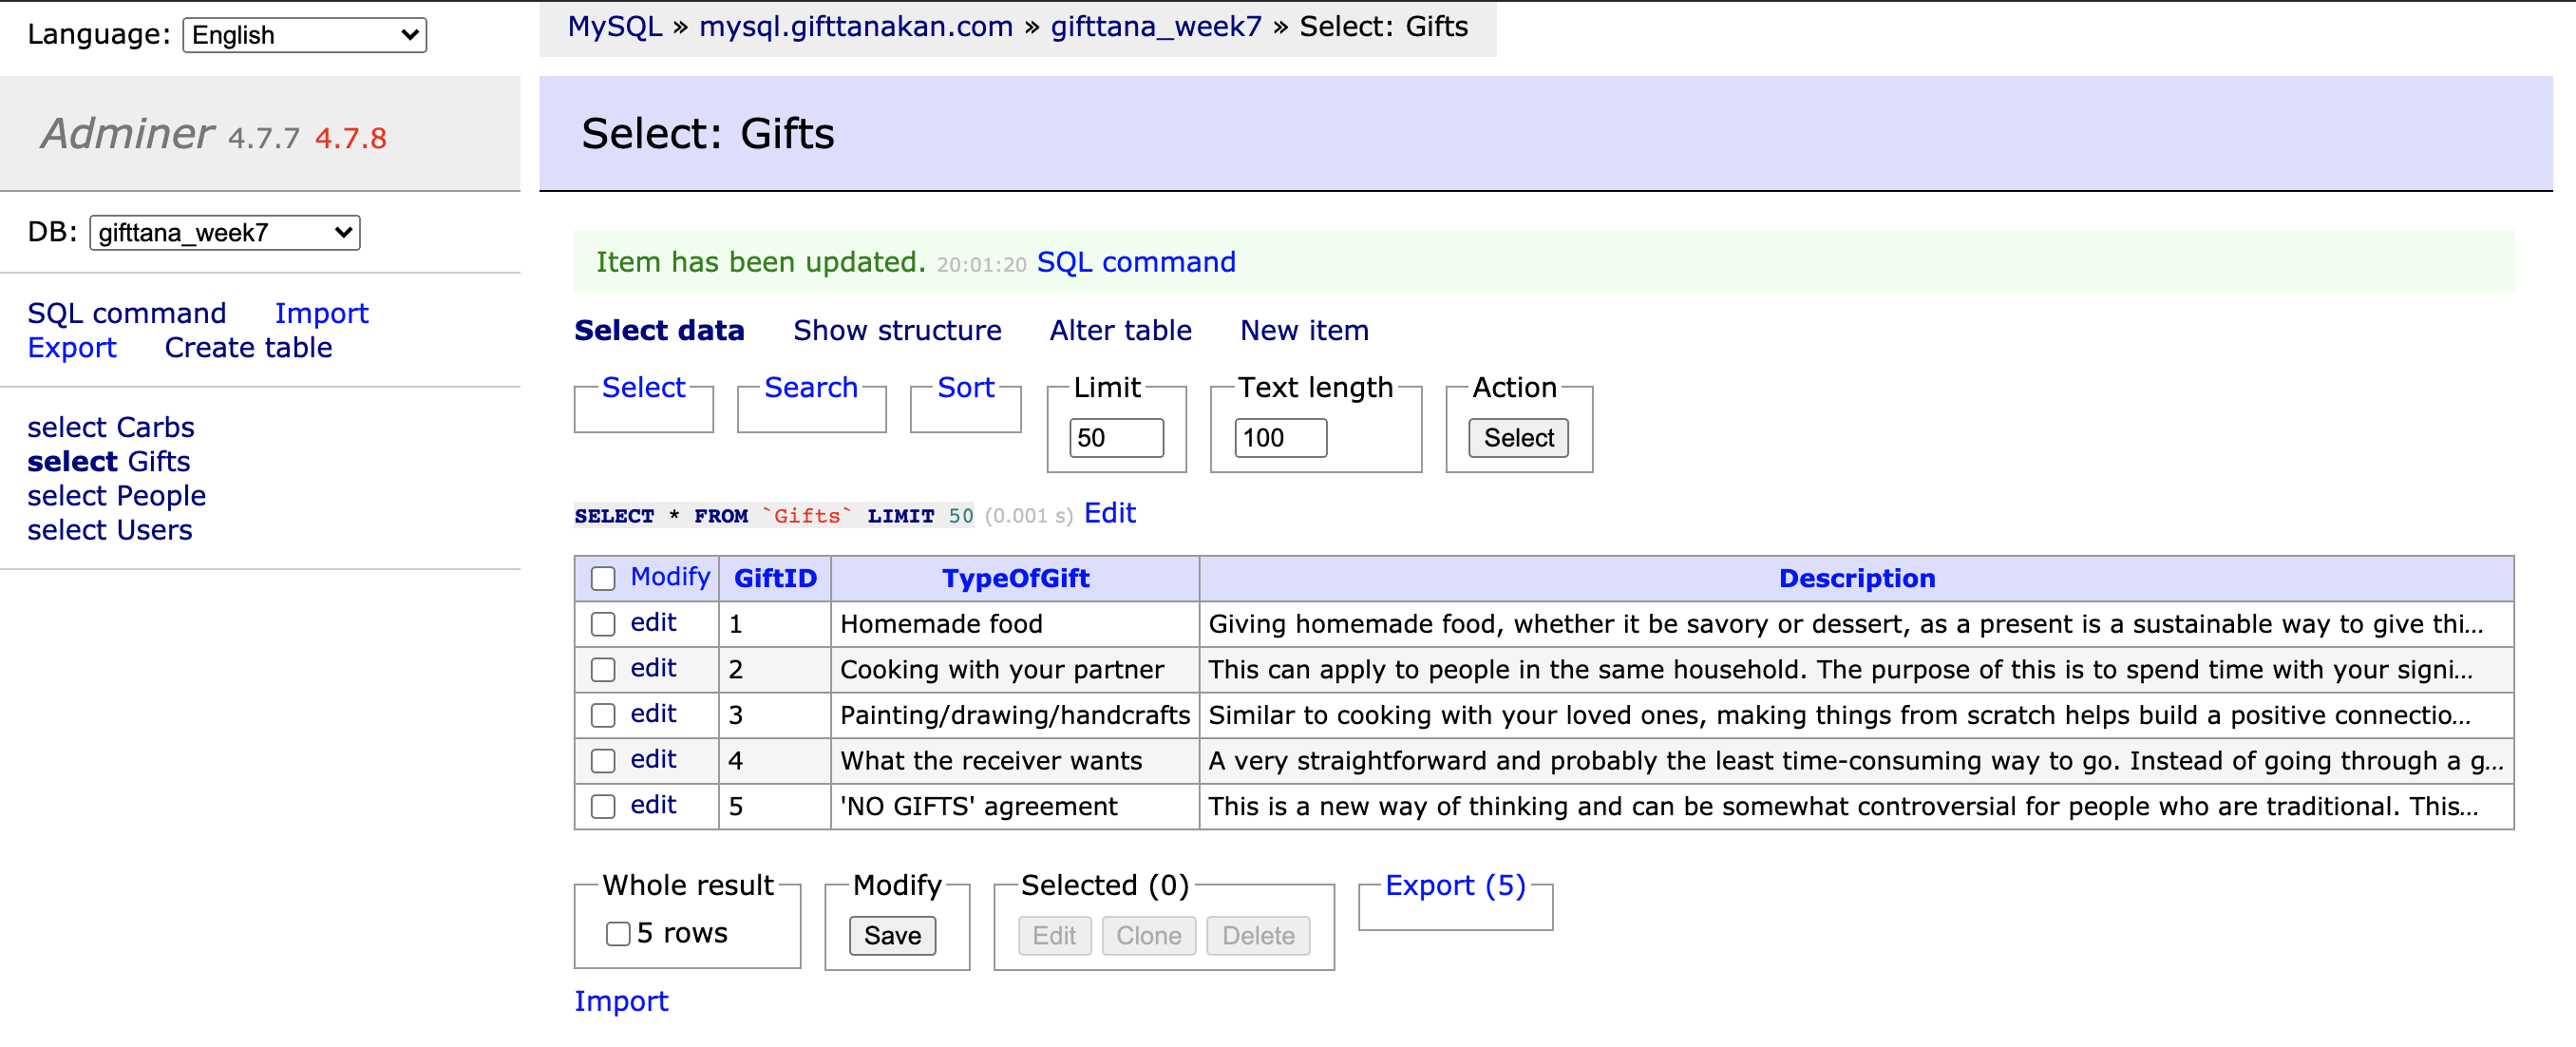 Language: English
MySQL » mysql.gifttanakan.com » gifttana_week7 » Select: Gifts
Adminer 4.7.7 4.7.8
Select: Gifts
DB: gifttana_week7
Item has been updated. 20:01:20 SQL command
SQL command Import
Export Create table
Select data Show structure Alter table New item
select Carbs
select Gifts
select People
select Users
Select Search Sort Limit Text length Action
50 100 Select
SELECT * FROM `Gifts` LIMIT 50 (0.001 s) Edit
Modify GiftID TypeOfGift Description
edit 1 Homemade food Giving homemade food, whether it be savory or dessert, as a present is a sustainable way to give thi...
edit 2 Cooking with your partner This can apply to people in the same household. The purpose of this is to spend time with your signi...
edit 3 Painting/drawing/handcrafts Similar to cooking with your loved ones, making things from scratch helps build a positive connectio...
edit 4 What the receiver wants A very straightforward and probably the least time-consuming way to go. Instead of going through a g...
edit 5 'NO GIFTS' agreement This is a new way of thinking and can be somewhat controversial for people who are traditional. This...
Whole result Modify Selected (0) Export (5)
5 rows Save Edit Clone Delete
Import